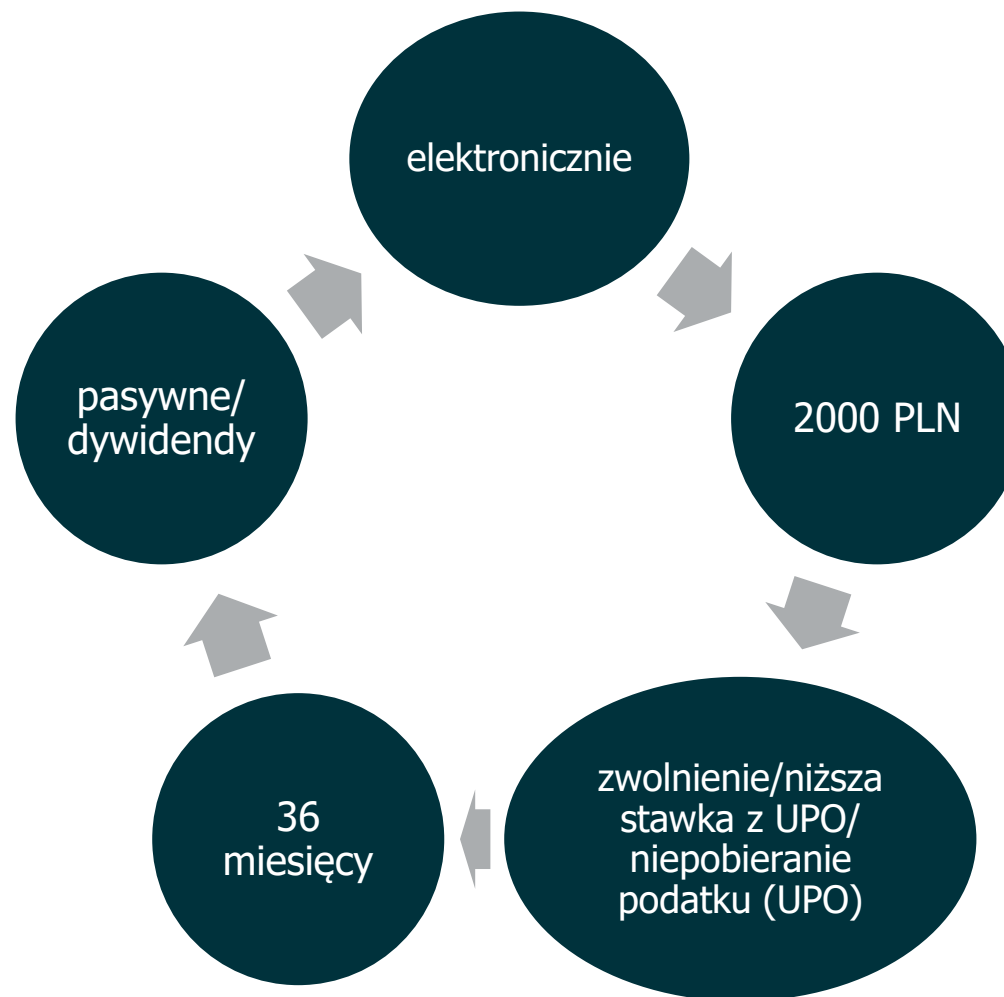 elektronicznie
2000 PLN
zwolnienie/niższa
stawka z UPO/
niepobieranie
podatku (UPO)
36
miesięcy
pasywne/
dywidendy